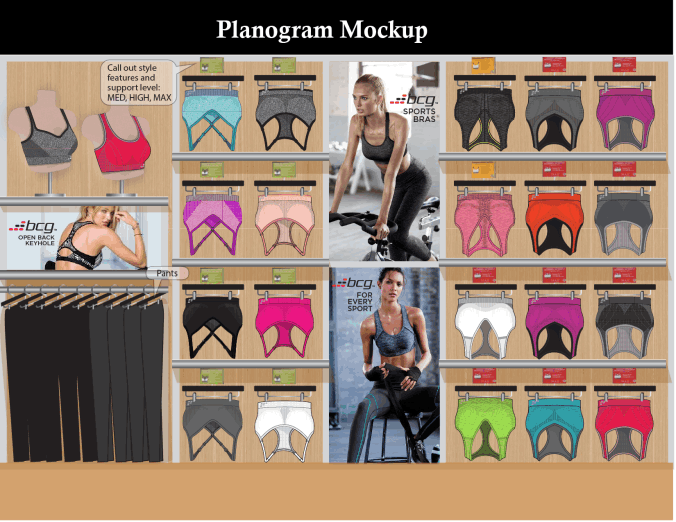 Planogram Mockup
Call out style
features and
support level:
MED, HIGH, MAX
bcg
SPORTS
BRAS
bcg
OPEN BACK
KEYHOLE
Pants
bcg
FOR
EVERY
SPORT